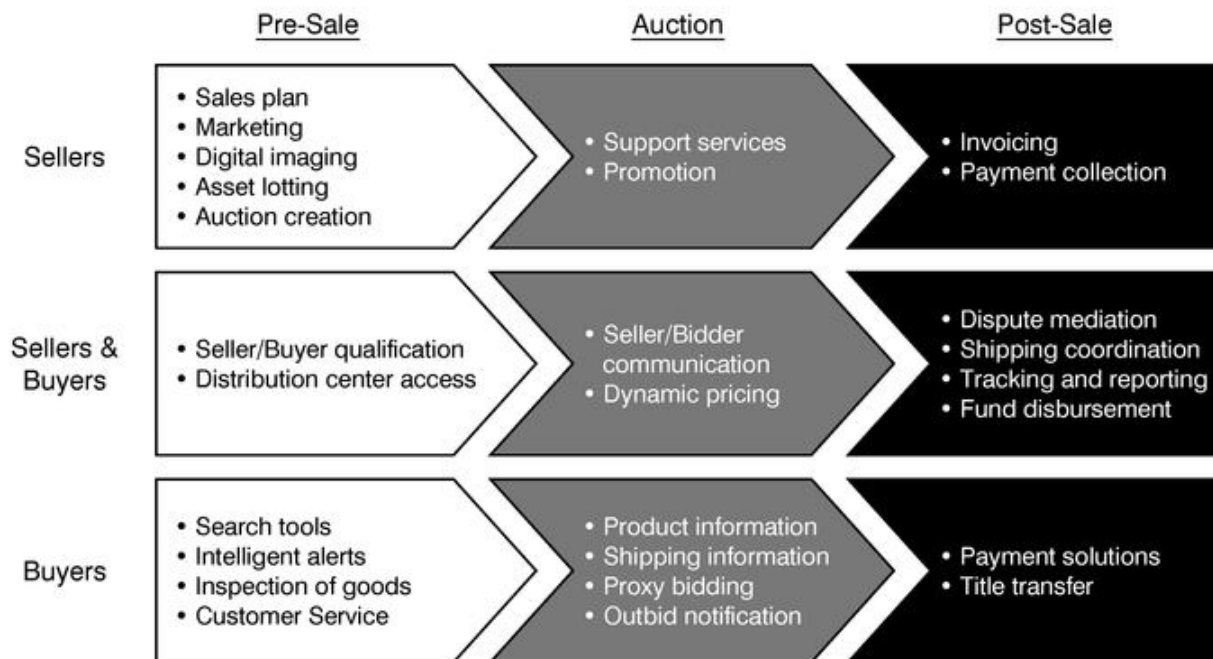 Pre-Sale Auction Post-Sale
Sellers
• Sales plan
• Marketing
• Digital imaging
• Asset lotting
• Auction creation
• Support services
• Promotion
• Invoicing
• Payment collection
Sellers &
Buyers
• Seller/Buyer qualification
• Distribution center access
• Seller/Bidder
communication
• Dynamic pricing
• Dispute mediation
• Shipping coordination
• Tracking and reporting
• Fund disbursement
Buyers
• Search tools
• Intelligent alerts
• Inspection of goods
• Customer Service
• Product information
• Shipping information
• Proxy bidding
• Outbid notification
• Payment solutions
• Title transfer